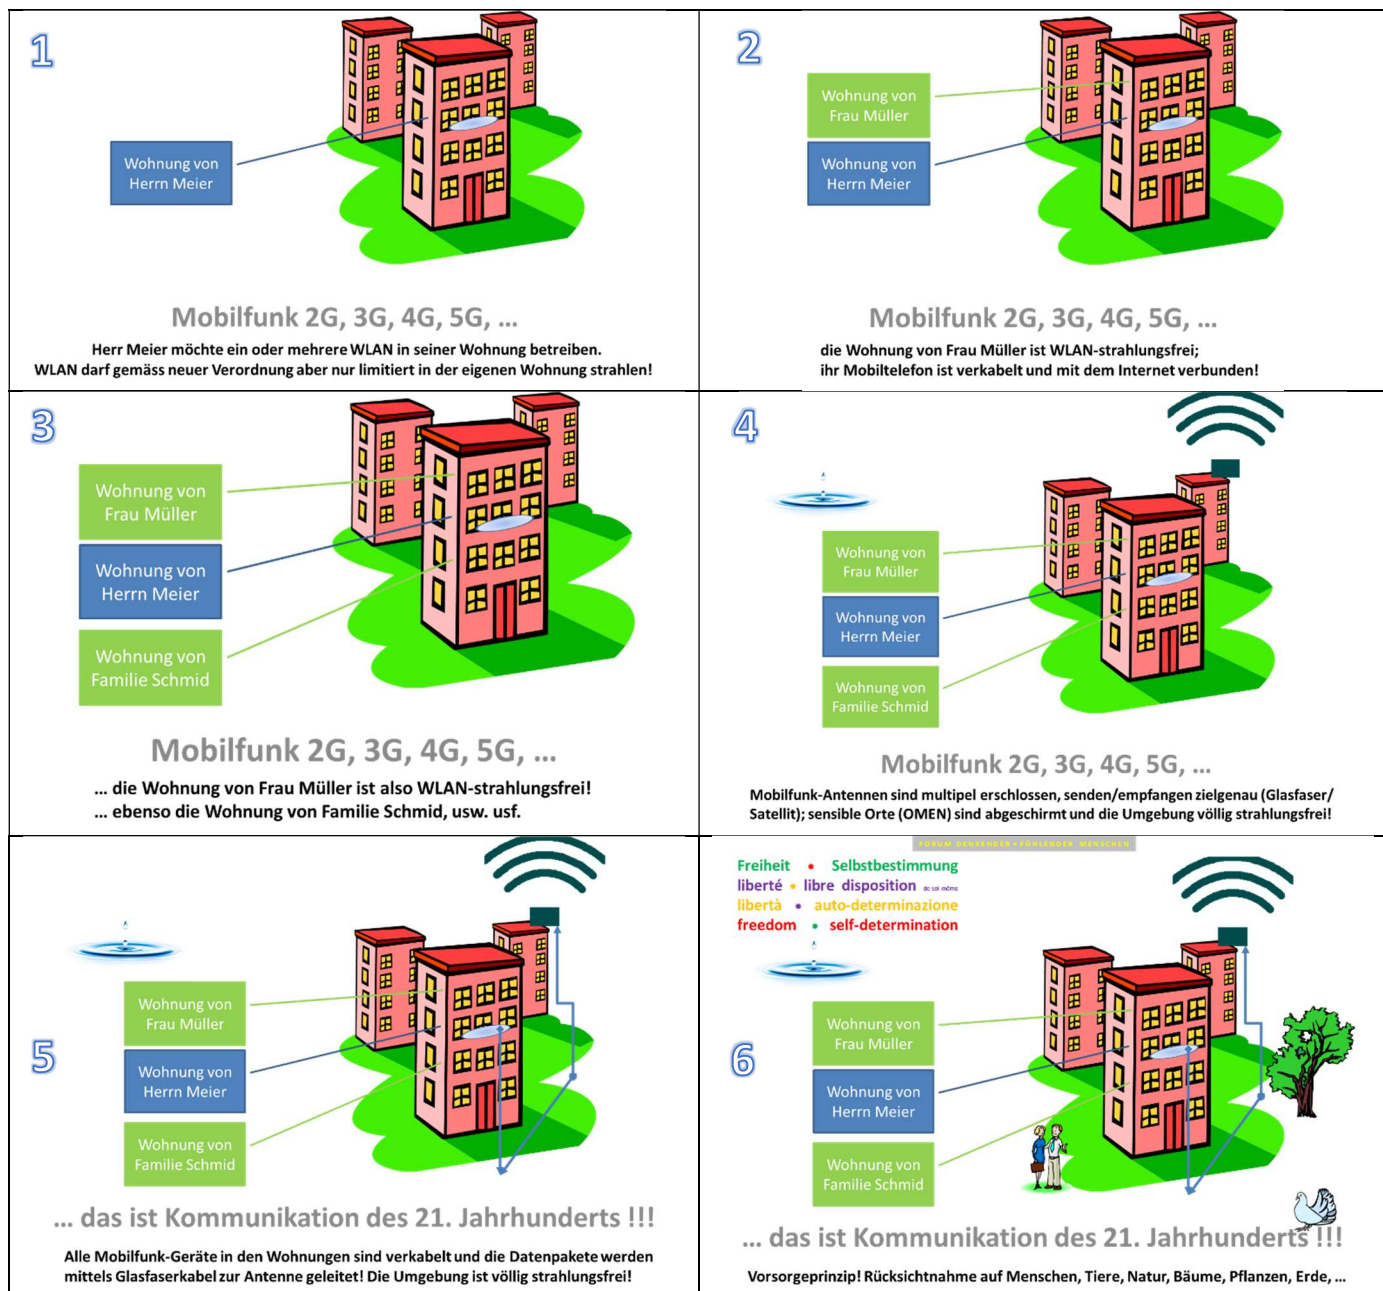 1
Wohnung von
Herrn Meier
Mobilfunk 2G, 3G, 4G, 5G, ...
Herr Meier möchte ein oder mehrere WLAN in seiner Wohnung betreiben.
WLAN darf gemäss neuer Verordnung aber nur limitiert in der eigenen Wohnung strahlen!
2
Wohnung von
Frau Müller
Wohnung von
Herrn Meier
Mobilfunk 2G, 3G, 4G, 5G, ...
die Wohnung von Frau Müller ist WLAN-strahlungsfrei;
ihr Mobiltelefon ist verkabelt und mit dem Internet verbunden!
3
Wohnung von
Frau Müller
Wohnung von
Herrn Meier
Wohnung von
Familie Schmid
Mobilfunk 2G, 3G, 4G, 5G, ...
... die Wohnung von Frau Müller ist also WLAN-strahlungsfrei!
... ebenso die Wohnung von Familie Schmid, usw. usf.
4
Wohnung von
Frau Müller
Wohnung von
Herrn Meier
Wohnung von
Familie Schmid
Mobilfunk 2G, 3G, 4G, 5G, ...
Mobilfunk-Antennen sind multipel erschlossen, senden/empfangen zielgenau (Glasfaser/
Satellit); sensible Orte (OMEN) sind abgeschirmt und die Umgebung völlig strahlungsfrei!
5
Wohnung von
Frau Müller
Wohnung von
Herrn Meier
Wohnung von
Familie Schmid
... das ist Kommunikation des 21. Jahrhunderts !!!
Alle Mobilfunk-Geräte in den Wohnungen sind verkabelt und die Datenpakete werden
mittels Glasfaserkabel zur Antenne geleitet! Die Umgebung ist völlig strahlungsfrei!
FORUM DENKENDER + FÜHLENDER MENSCHEN
Freiheit • Selbstbestimmung
liberté • libre disposition de soi même
libertà • auto-determinazione
freedom • self-determination
6
Wohnung von
Frau Müller
Wohnung von
Herrn Meier
Wohnung von
Familie Schmid
... das ist Kommunikation des 21. Jahrhunderts !!!
Vorsorgeprinzip! Rücksichtnahme auf Menschen, Tiere, Natur, Bäume, Pflanzen, Erde, ...